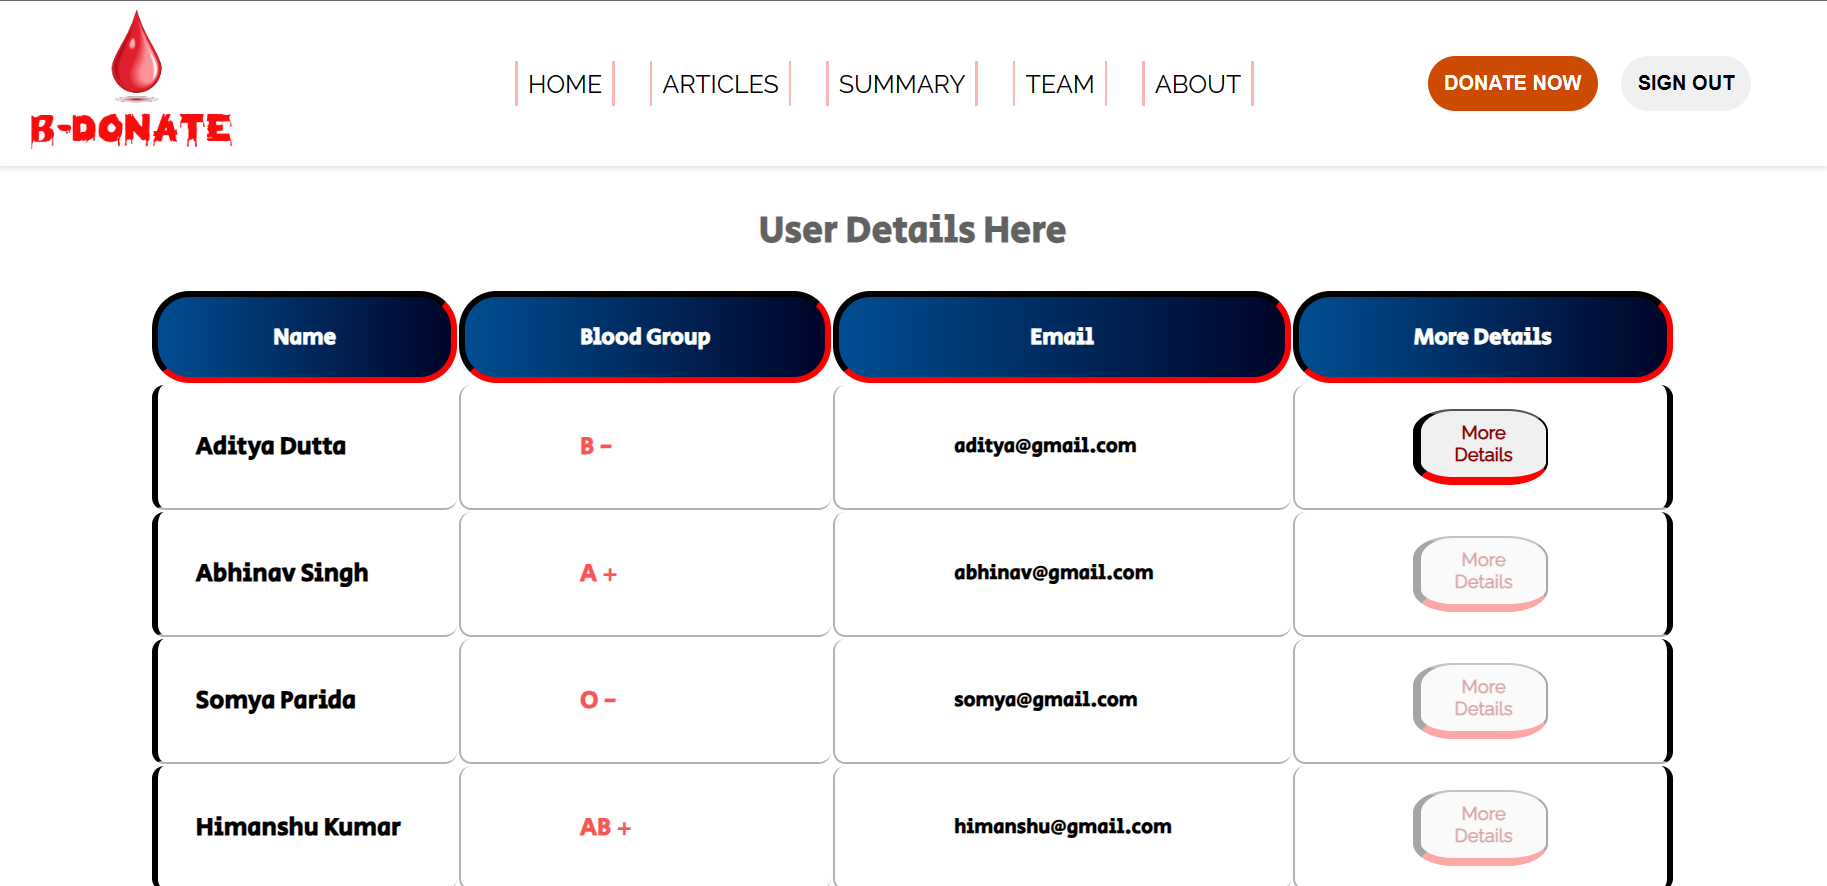 B-DONATE
HOME ARTICLES SUMMARY TEAM ABOUT DONATE NOW SIGN OUT
User Details Here
Name Blood Group Email More Details
Aditya Dutta B - aditya@gmail.com More Details
Abhinav Singh A + abhinav@gmail.com More Details
Somya Parida O - somya@gmail.com More Details
Himanshu Kumar AB + himanshu@gmail.com More Details